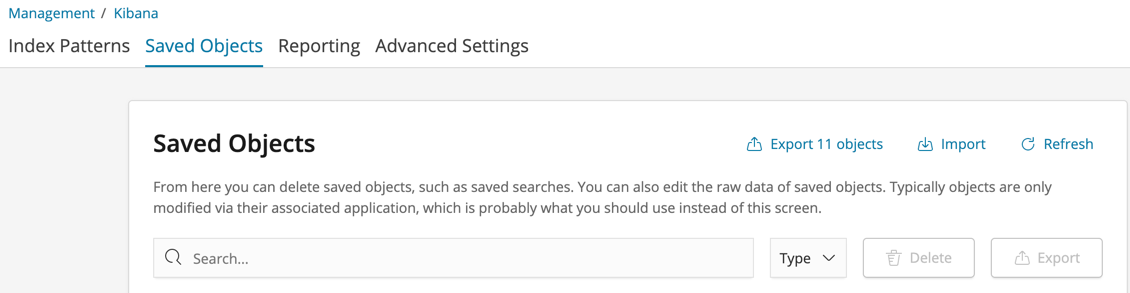 Management / Kibana
Index Patterns Saved Objects Reporting Advanced Settings
Saved Objects Export 11 objects Import Refresh
From here you can delete saved objects, such as saved searches. You can also edit the raw data of saved objects. Typically objects are only
modified via their associated application, which is probably what you should use instead of this screen.
Search... Type Delete Export